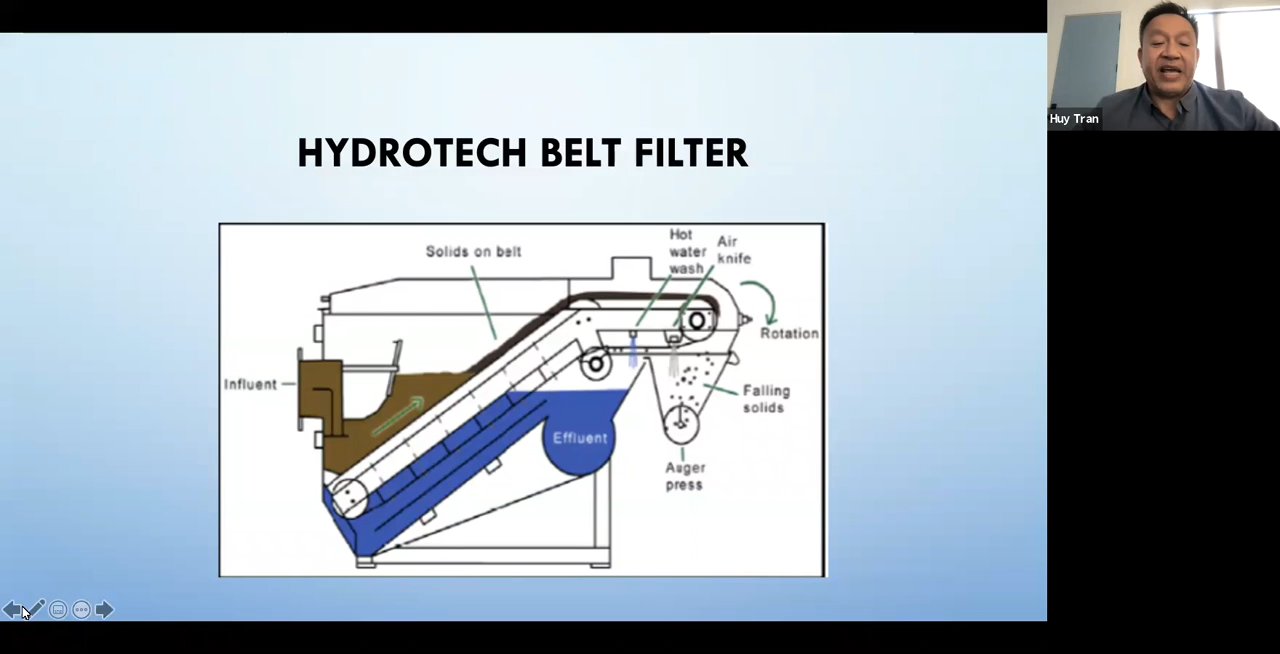 Huy Tran
HYDROTECH BELT FILTER
Solids on belt
Hot
water
wash
Air
knife
Rotation
Influent
Falling
solids
Effluent
Auger
press